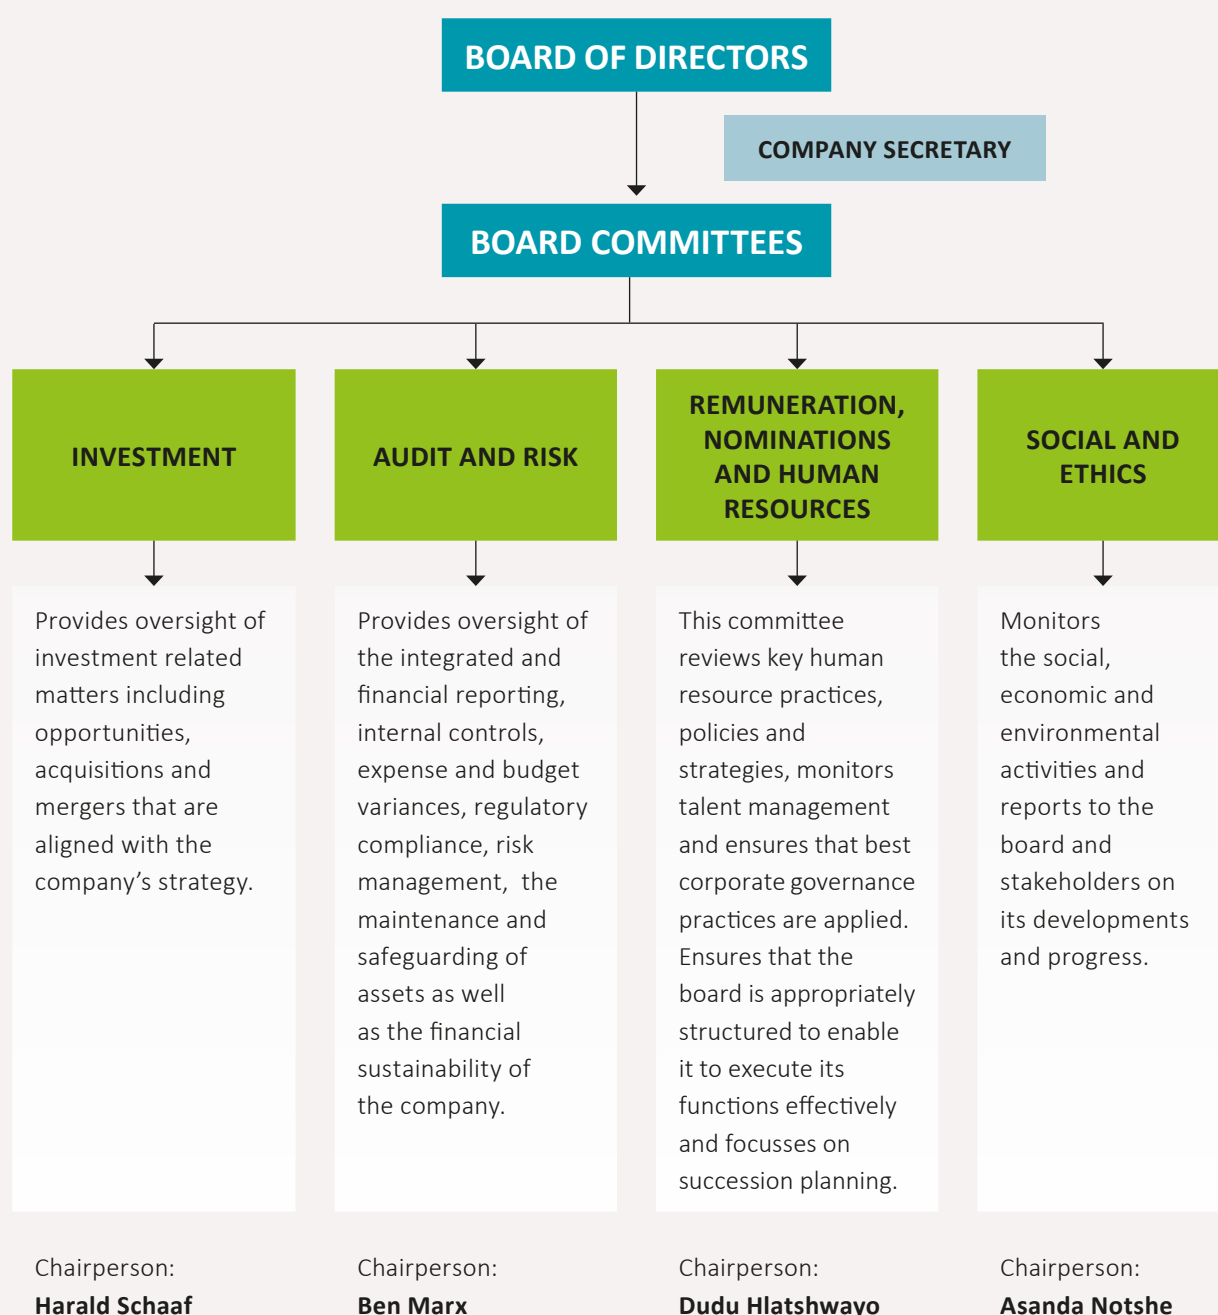 BOARD OF DIRECTORS
COMPANY SECRETARY
BOARD COMMITTEES
INVESTMENT
AUDIT AND RISK
REMUNERATION,
NOMINATIONS
AND HUMAN
RESOURCES
SOCIAL AND
ETHICS
Provides oversight of
investment related
matters including
opportunities,
acquisitions and
mergers that are
aligned with the
company’s strategy.
Provides oversight of
the integrated and
financial reporting,
internal controls,
expense and budget
variances, regulatory
compliance, risk
management, the
maintenance and
safeguarding of
assets as well
as the financial
sustainability of
the company.
This committee
reviews key human
resource practices,
policies and
strategies, monitors
talent management
and ensures that best
corporate governance
practices are applied.
Ensures that the
board is appropriately
structured to enable
it to execute its
functions effectively
and focusses on
succession planning.
Monitors
the social,
economic and
environmental
activities and
reports to the
board and
stakeholders on
its developments
and progress.
Chairperson:
Harald Schaaf
Chairperson:
Ben Marx
Chairperson:
Dudu Hlatshwayo
Chairperson:
Asanda Notshe